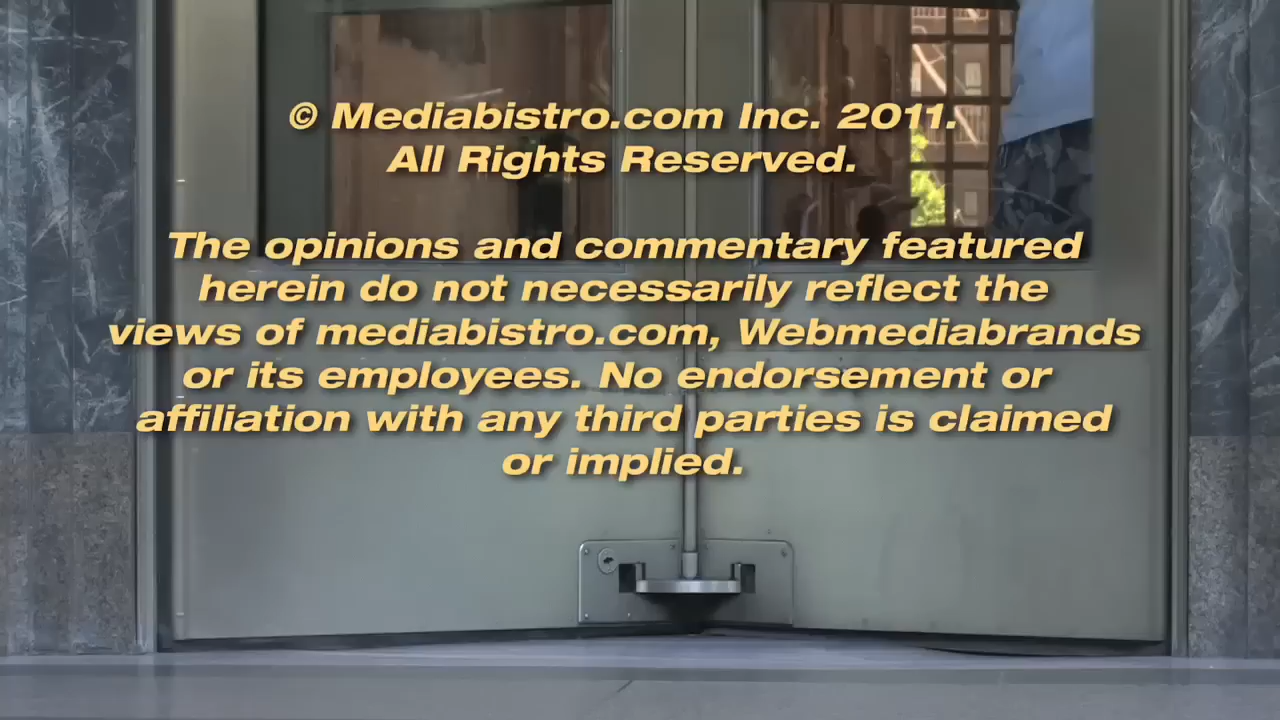 © Mediabistro.com Inc. 2011.
All Rights Reserved.
The opinions and commentary featured
herein do not necessarily reflect the
views of mediabistro.com, Webmediabrands
or its employees. No endorsement or
affiliation with any third parties is claimed
or implied.